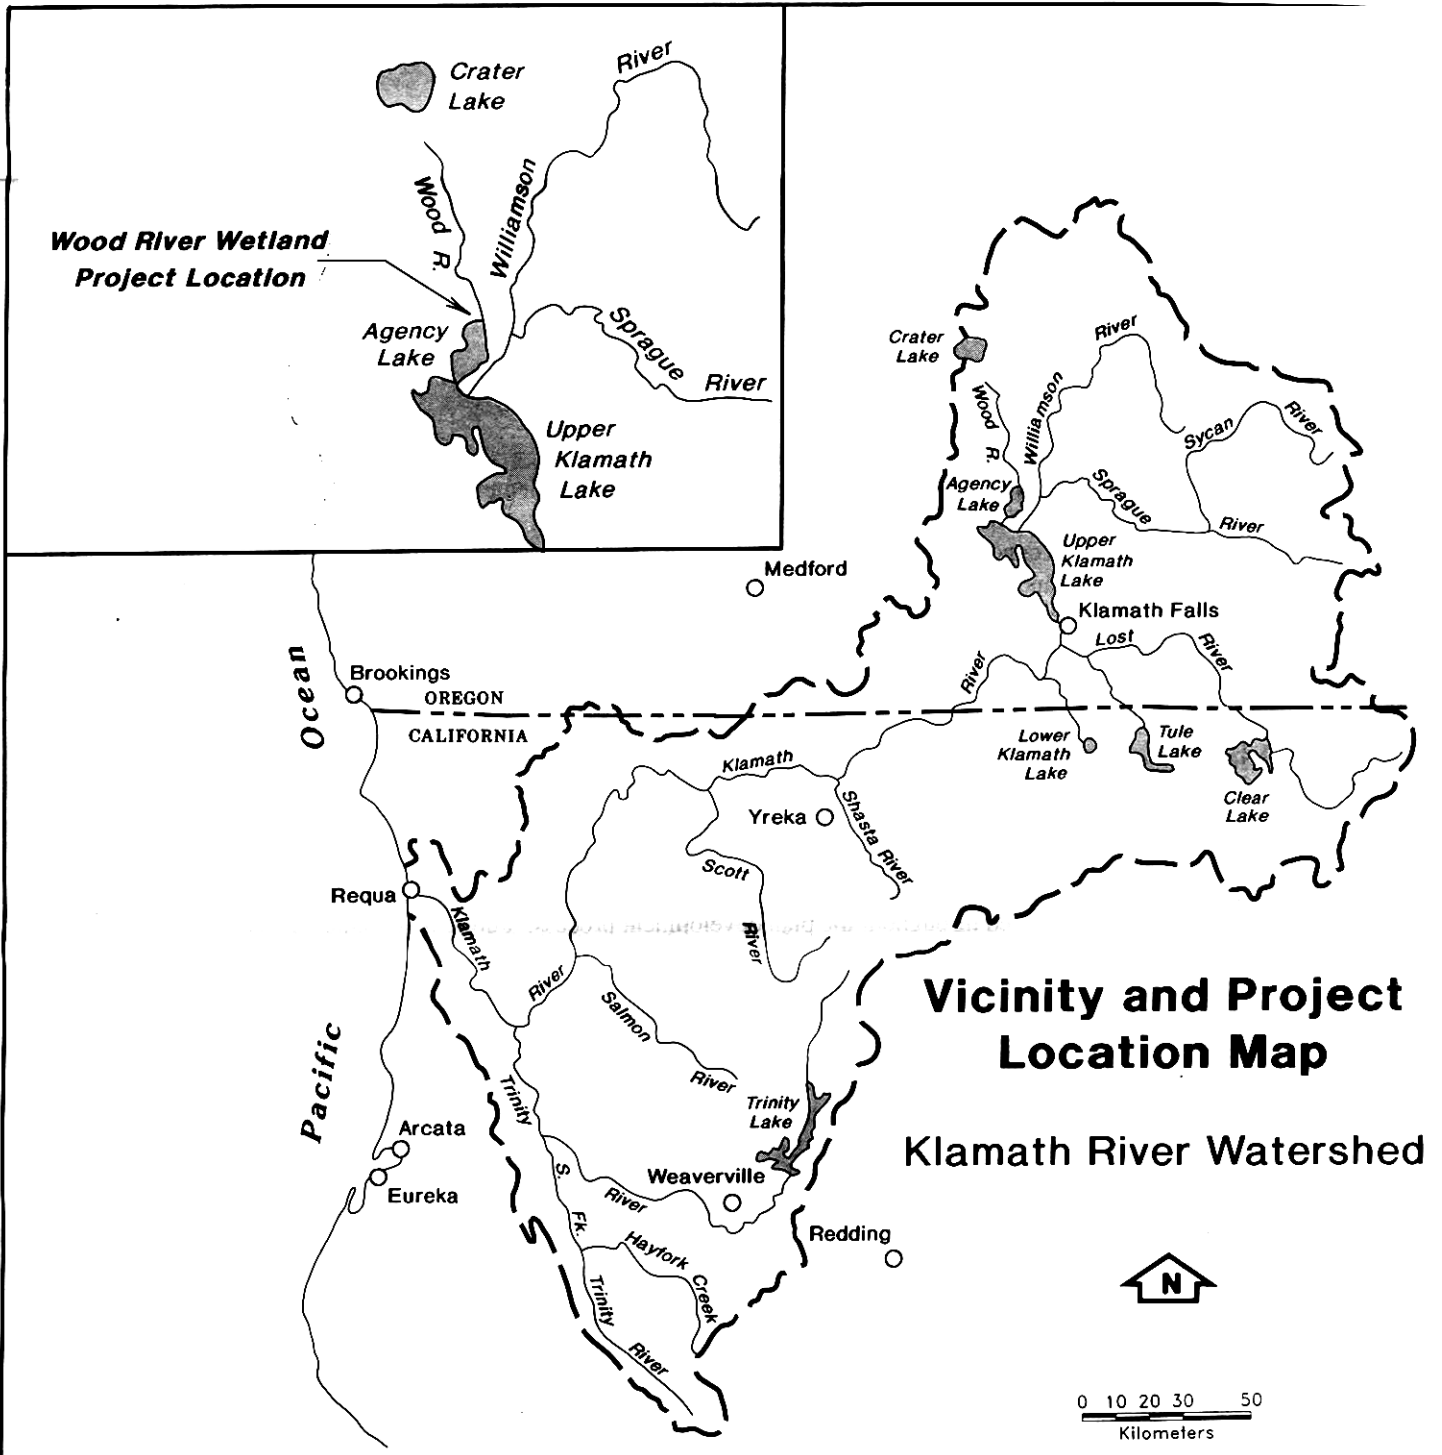 Crater
Lake
River
Wood R.
Williamson
Wood River Wetland
Project Location
Agency
Lake
Sprague
River
Upper
Klamath
Lake
Crater
Lake
River
Wood R.
Williamson
Sycan
River
Agency
Lake
Sprague
River
Upper
Klamath
Lake
Medford
Klamath Falls
Lost
River
River
Ocean
Brookings
OREGON
CALIFORNIA
Lower
Klamath
Lake
Tule
Lake
Clear
Lake
Klamath
Yreka
Shasta River
Scott
River
Requa
Klamath
River
Salmon
River
Vicinity and Project
Location Map
Klamath River Watershed
Pacific
Trinity
Trinity
Lake
Arcata
Eureka
Weaverville
S.
Fk.
River
Redding
Hayfork
Creek
Trinity
River
N
0 10 20 30 50
Kilometers